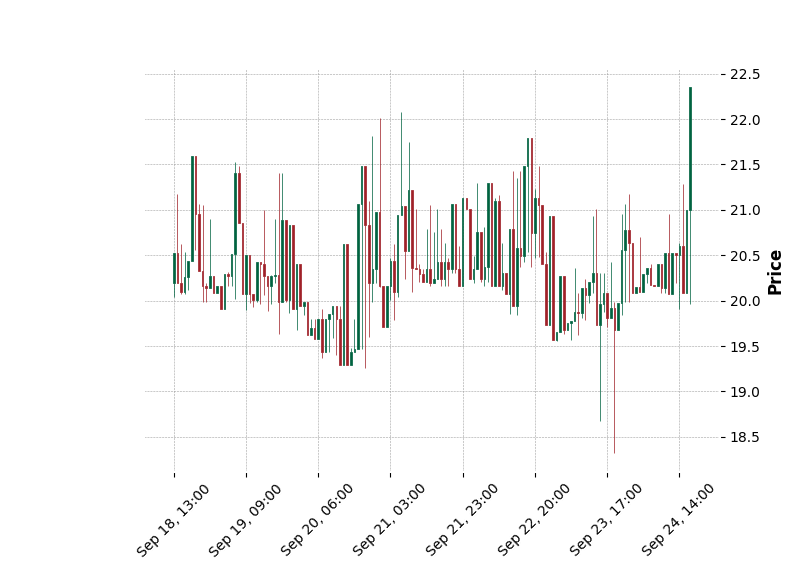 22.5
22.0
21.5
21.0
20.5
20.0
19.5
19.0
18.5
Price
Sep 18, 13:00
Sep 19, 09:00
Sep 20, 06:00
Sep 21, 03:00
Sep 21, 23:00
Sep 22, 20:00
Sep 23, 17:00
Sep 24, 14:00